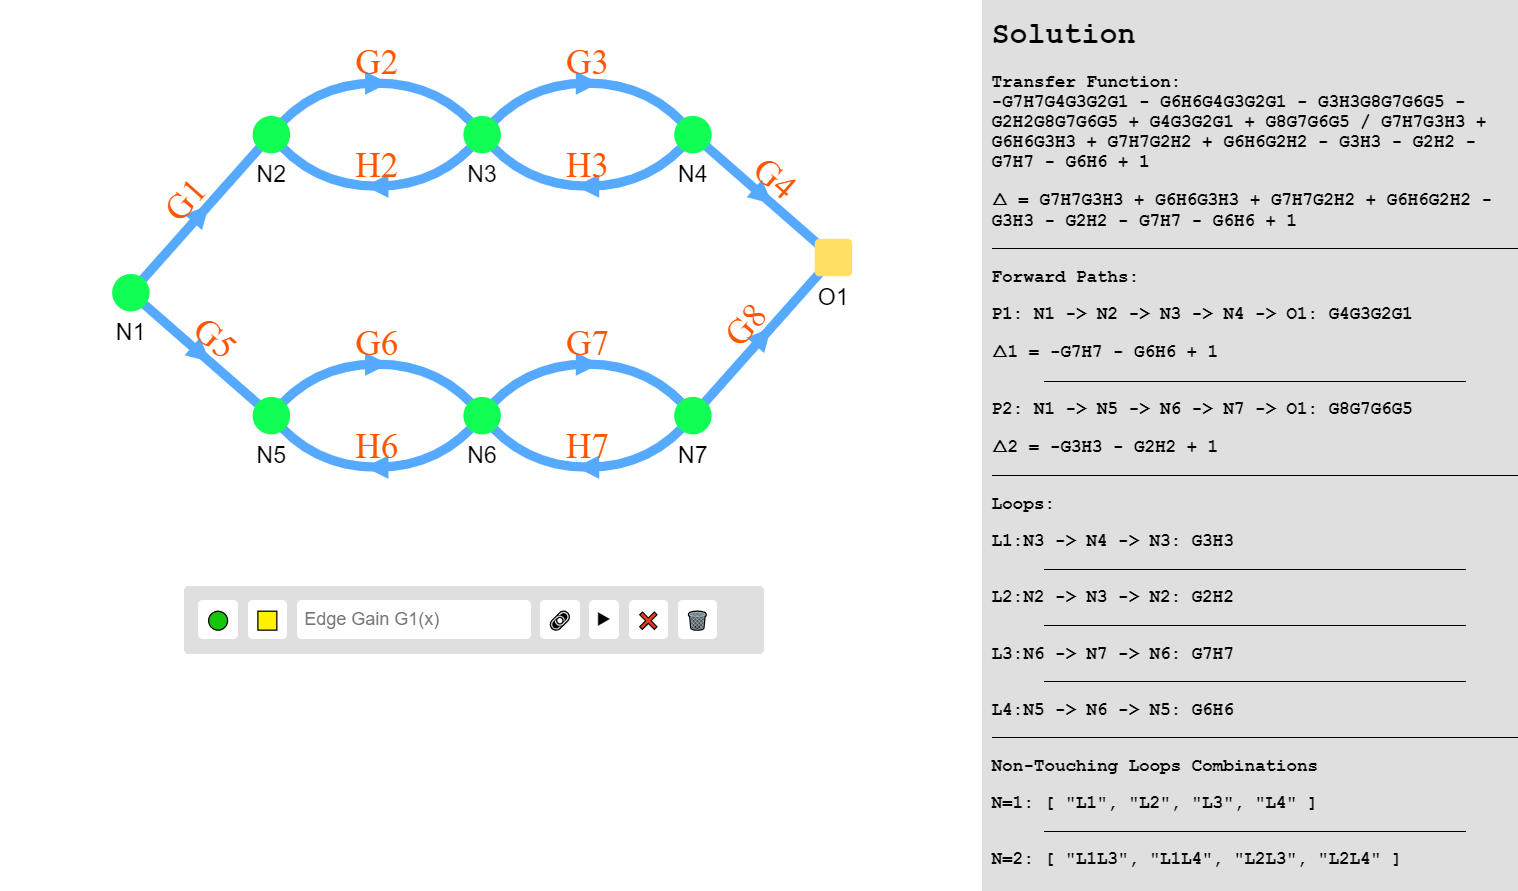 G2
G3
H2
H3
N2
N3
N4
G1
G4
N1
O1
G5
G6
G7
G8
H6
H7
N5
N6
N7
Edge Gain G1(x)
Solution
Transfer Function:
-G7H7G4G3G2G1 - G6H6G4G3G2G1 - G3H3G8G7G6G5 -
G2H2G8G7G6G5 + G4G3G2G1 + G8G7G6G5 / G7H7G3H3 +
G6H6G3H3 + G7H7G2H2 + G6H6G2H2 - G3H3 - G2H2 -
G7H7 - G6H6 + 1
△ = G7H7G3H3 + G6H6G3H3 + G7H7G2H2 + G6H6G2H2 -
G3H3 - G2H2 - G7H7 - G6H6 + 1
Forward Paths:
P1: N1 -> N2 -> N3 -> N4 -> O1: G4G3G2G1
△1 = -G7H7 - G6H6 + 1
P2: N1 -> N5 -> N6 -> N7 -> O1: G8G7G6G5
△2 = -G3H3 - G2H2 + 1
Loops:
L1:N3 -> N4 -> N3: G3H3
L2:N2 -> N3 -> N2: G2H2
L3:N6 -> N7 -> N6: G7H7
L4:N5 -> N6 -> N5: G6H6
Non-Touching Loops Combinations
N=1: [ "L1", "L2", "L3", "L4" ]
N=2: [ "L1L3", "L1L4", "L2L3", "L2L4" ]